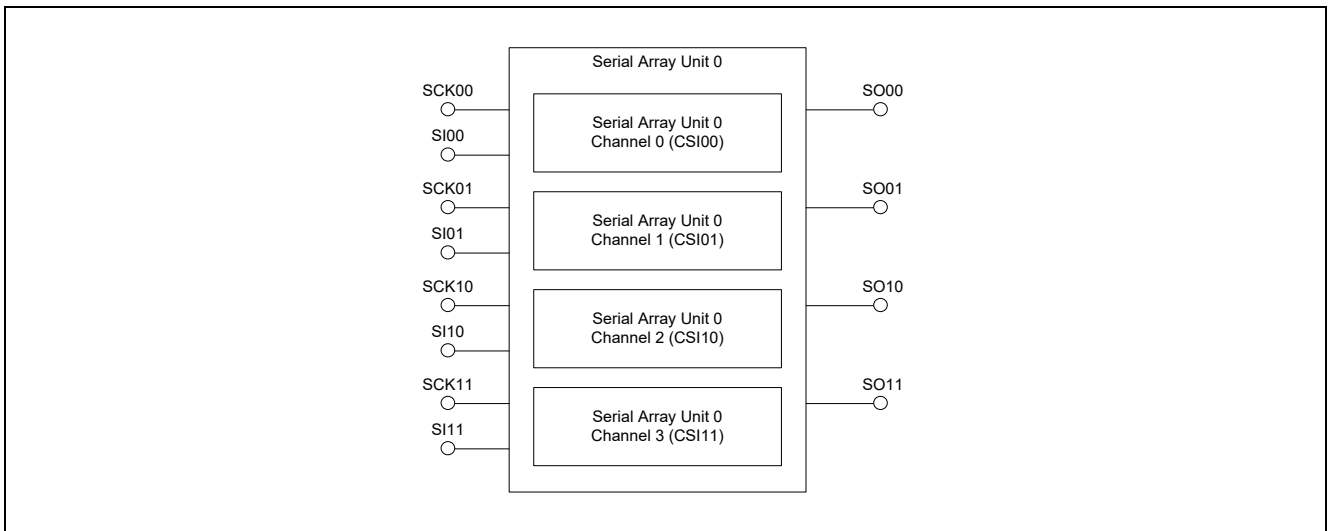 Serial Array Unit 0
SCK00
SO00
Serial Array Unit 0
Channel 0 (CSI00)
SI00
SCK01
SO01
Serial Array Unit 0
Channel 1 (CSI01)
SI01
SCK10
SO10
Serial Array Unit 0
Channel 2 (CSI10)
SI10
SCK11
SO11
Serial Array Unit 0
Channel 3 (CSI11)
SI11